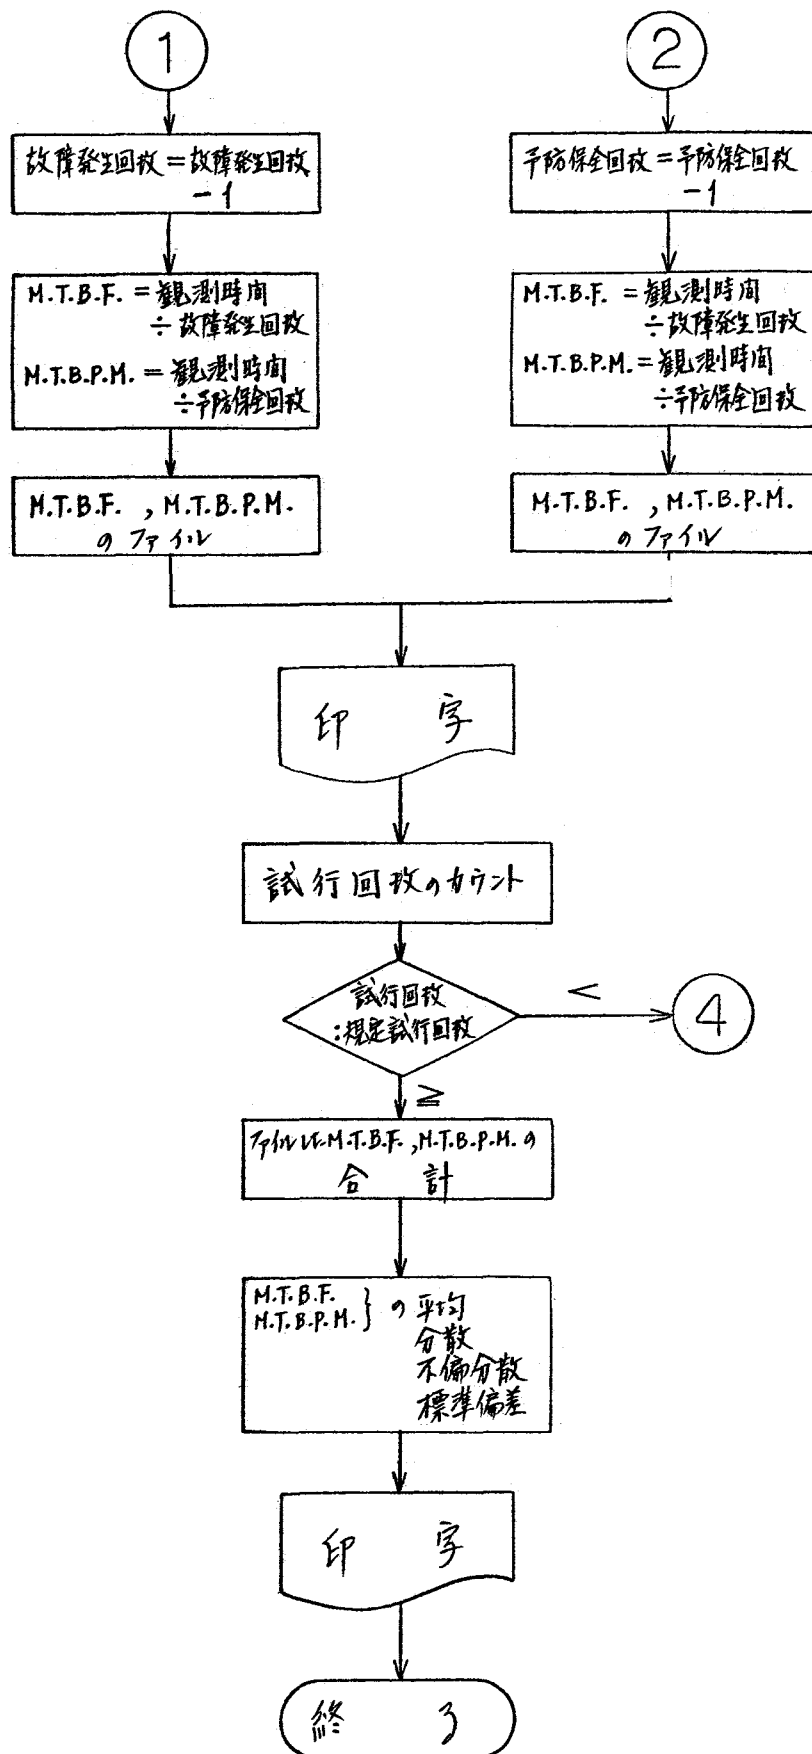 1
故障発生回数=故障発生回数
-1
M.T.B.F. =観測時間
÷故障発生回数
M.T.B.P.M. =観測時間
÷予防保全回数
M.T.B.F. , M.T.B.P.M.
のファイル
2
予防保全回数=予防保全回数
-1
M.T.B.F. =観測時間
÷故障発生回数
M.T.B.P.M.=観測時間
÷予防保全回数
M.T.B.F. , M.T.B.P.M.
のファイル
印 字
試行回数のカウント
試行回数
:規定試行回数
<
4
≧
ファイルしたM.T.B.F. , M.T.B.P.M.の
合 計
M.T.B.F.
M.T.B.P.M. } の 平均
分散
不偏分散
標準偏差
印 字
終 了